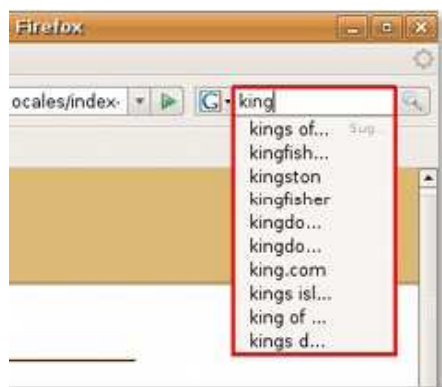 Firefox
ocales/index-
G king
kings of... Sug
kingfish...
kingston
kingfisher
kingdo...
kingdo...
king.com
kings isl...
king of ...
kings d...